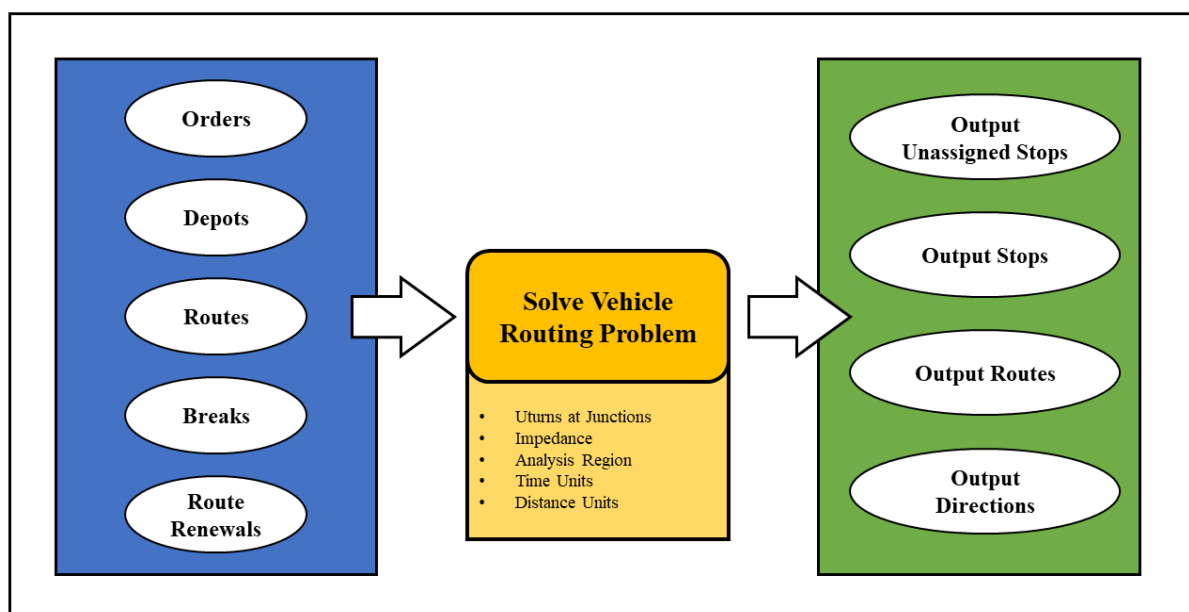 Orders
Depots
Routes
Breaks
Route
Renewals
Solve Vehicle
Routing Problem
• Uturns at Junctions
• Impedance
• Analysis Region
• Time Units
• Distance Units
Output
Unassigned Stops
Output Stops
Output Routes
Output
Directions